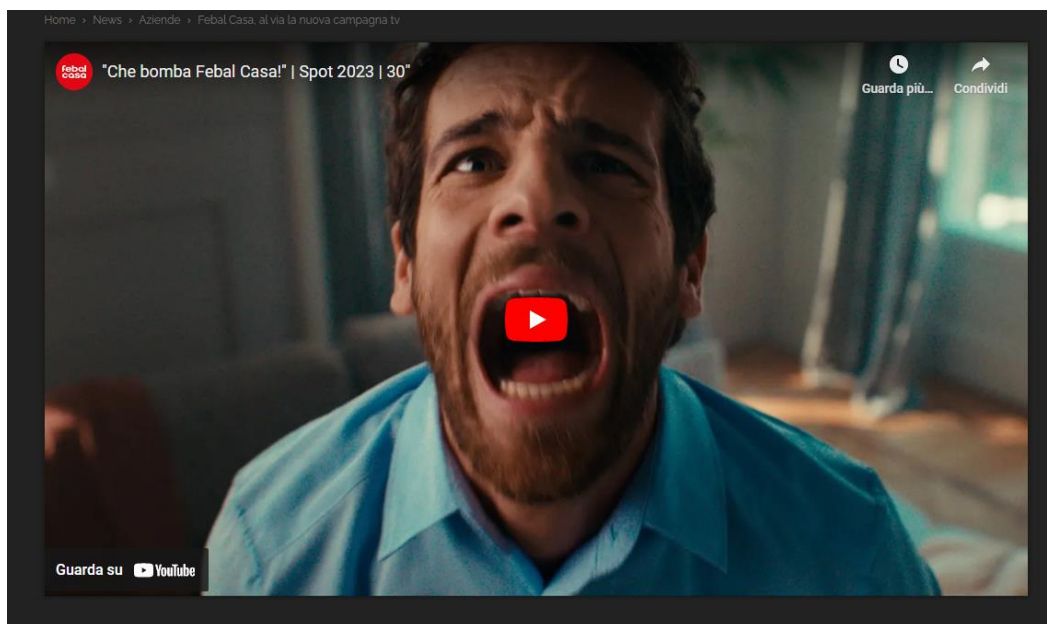 Home › News › Aziende › Febal Casa, al via la nuova campagna tv
febal
casa
"Che bomba Febal Casa!" | Spot 2023 | 30"
Guarda più...
Condividi
Guarda su YouTube